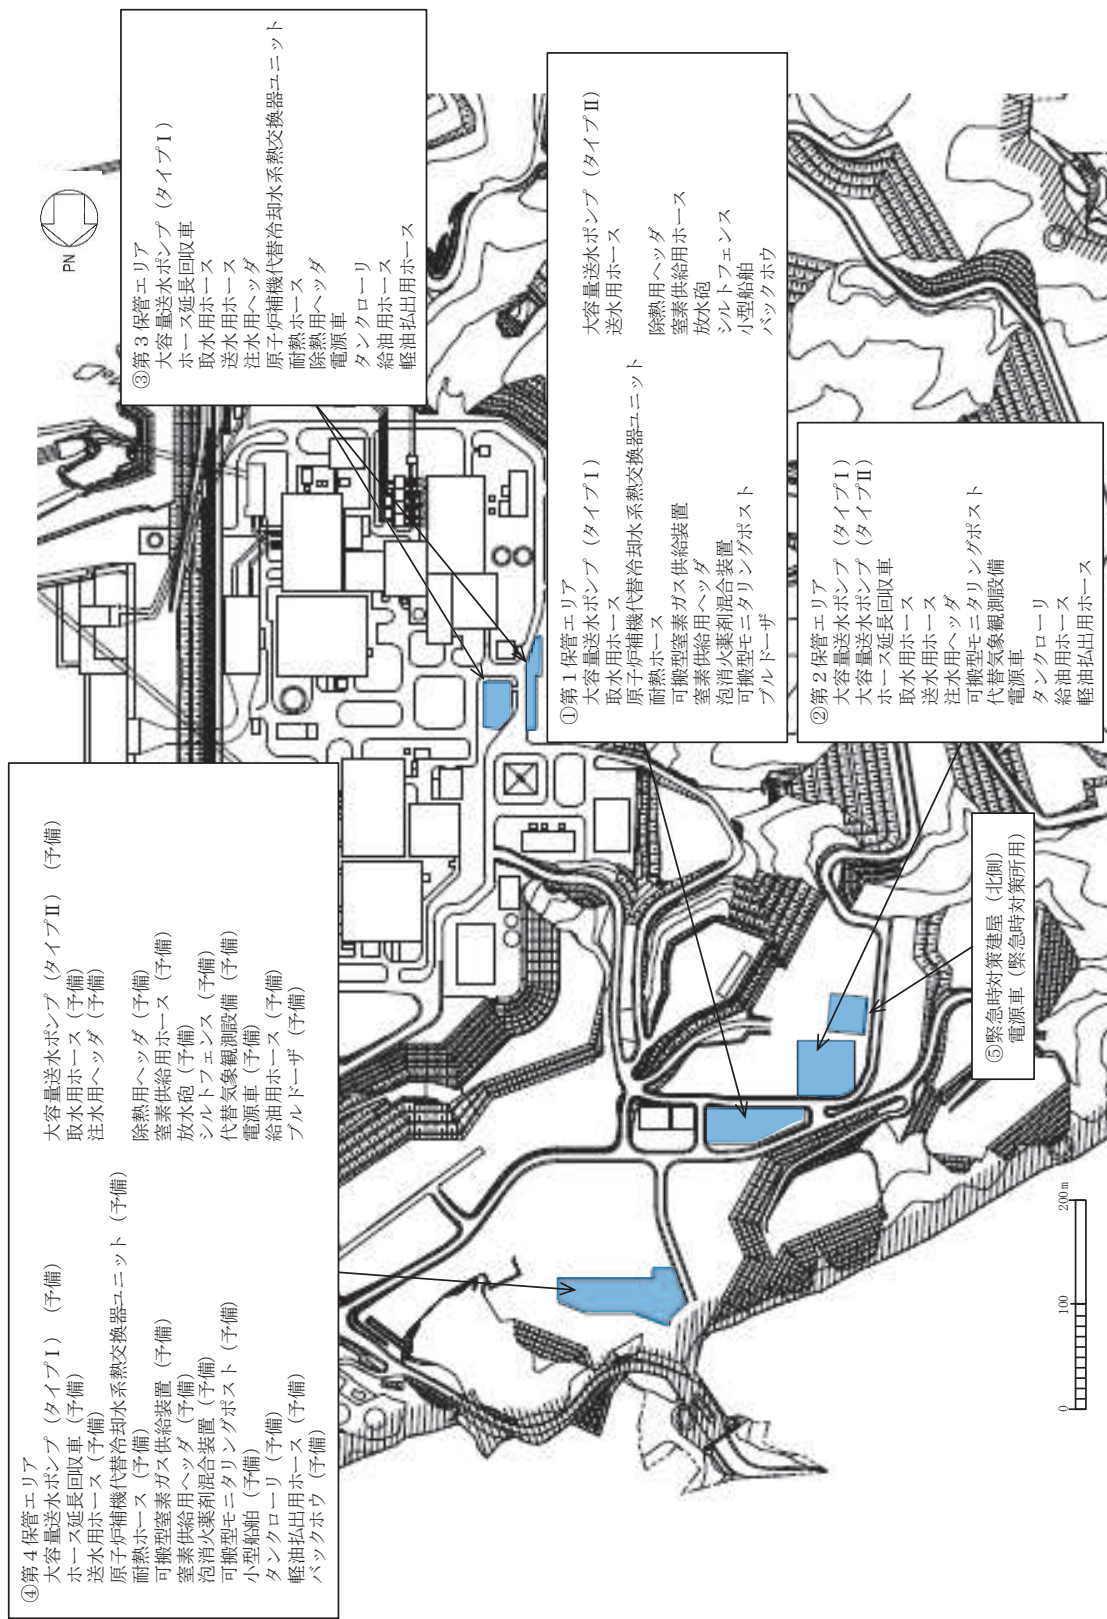 PN
③第３保管エリア
大容量送水ポンプ（タイプⅠ）
ホース延長回収車
取水用ホース
送水用ホース
注水用ヘッダ
原子炉補機代替冷却水系熱交換器ユニット
耐熱ホース
除熱用ヘッダ
電源車
タンクローリ
給油用ホース
軽油払出用ホース
①第１保管エリア
大容量送水ポンプ（タイプⅠ）　大容量送水ポンプ（タイプⅡ）
取水用ホース　送水用ホース
原子炉補機代替冷却水系熱交換器ユニット
耐熱ホース　除熱用ヘッダ
可搬型窒素ガス供給装置　窒素供給用ホース
窒素供給用ヘッダ　放水砲
泡消火薬剤混合装置　シルトフェンス
可搬型モニタリングポスト　小型船舶
ブルドーザ　バックホウ
②第２保管エリア
大容量送水ポンプ（タイプⅠ）
大容量送水ポンプ（タイプⅡ）
ホース延長回収車
取水用ホース
送水用ホース
注水用ヘッダ
可搬型モニタリングポスト
代替気象観測設備
電源車
タンクローリ
給油用ホース
軽油払出用ホース
④第４保管エリア
大容量送水ポンプ（タイプⅠ）（予備）　大容量送水ポンプ（タイプⅡ）（予備）
ホース延長回収車（予備）　取水用ホース（予備）
送水用ホース（予備）　注水用ヘッダ（予備）
原子炉補機代替冷却水系熱交換器ユニット（予備）
耐熱ホース（予備）　除熱用ヘッダ（予備）
可搬型窒素ガス供給装置（予備）　窒素供給用ホース（予備）
窒素供給用ヘッダ（予備）　放水砲（予備）
泡消火薬剤混合装置（予備）　シルトフェンス（予備）
可搬型モニタリングポスト（予備）　代替気象観測設備（予備）
小型船舶（予備）　電源車（予備）
タンクローリ（予備）　給油用ホース（予備）
軽油払出用ホース（予備）　ブルドーザ（予備）
バックホウ（予備）
⑤緊急時対策建屋（北側）
電源車（緊急時対策所用）
0　100　200m